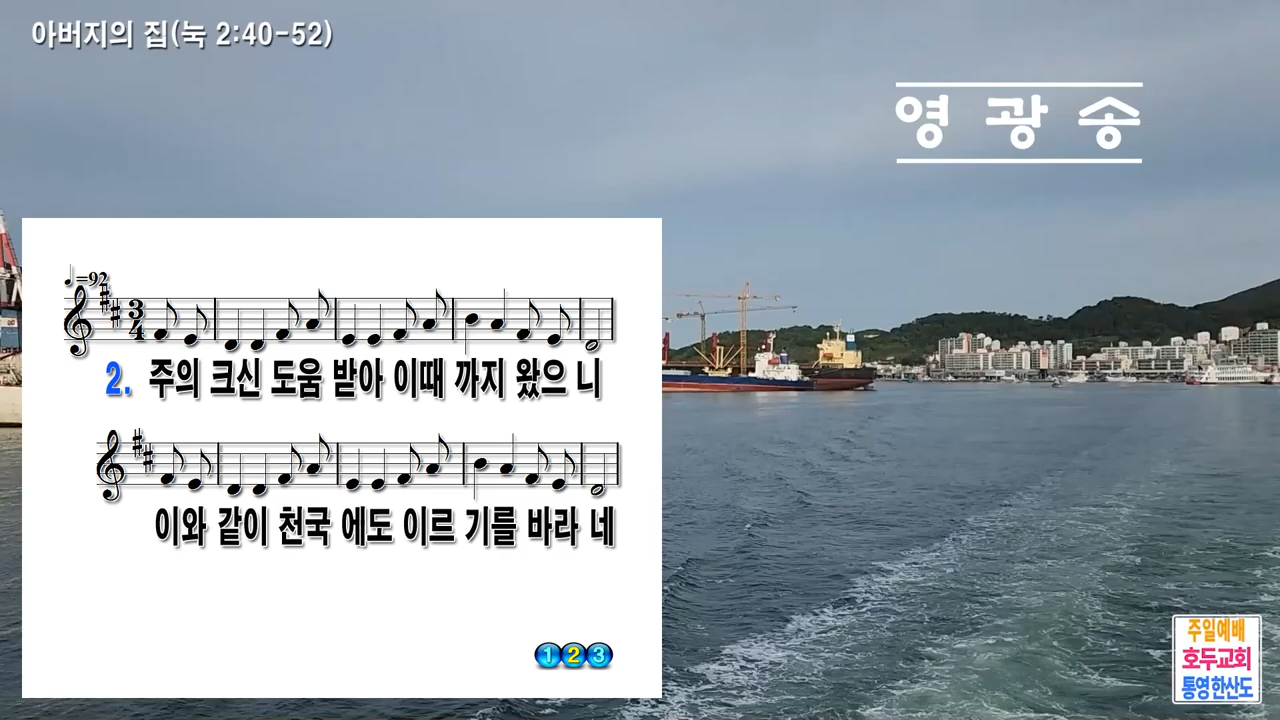 아버지의 집(눅 2:40-52)
영 광 송
♩=92
3
4
2. 주의 크신 도움 받아 이때 까지 왔으 니
이와 같이 천국 에도 이르 기를 바라 네
1 2 3
주일예배
호두교회
통영한산도